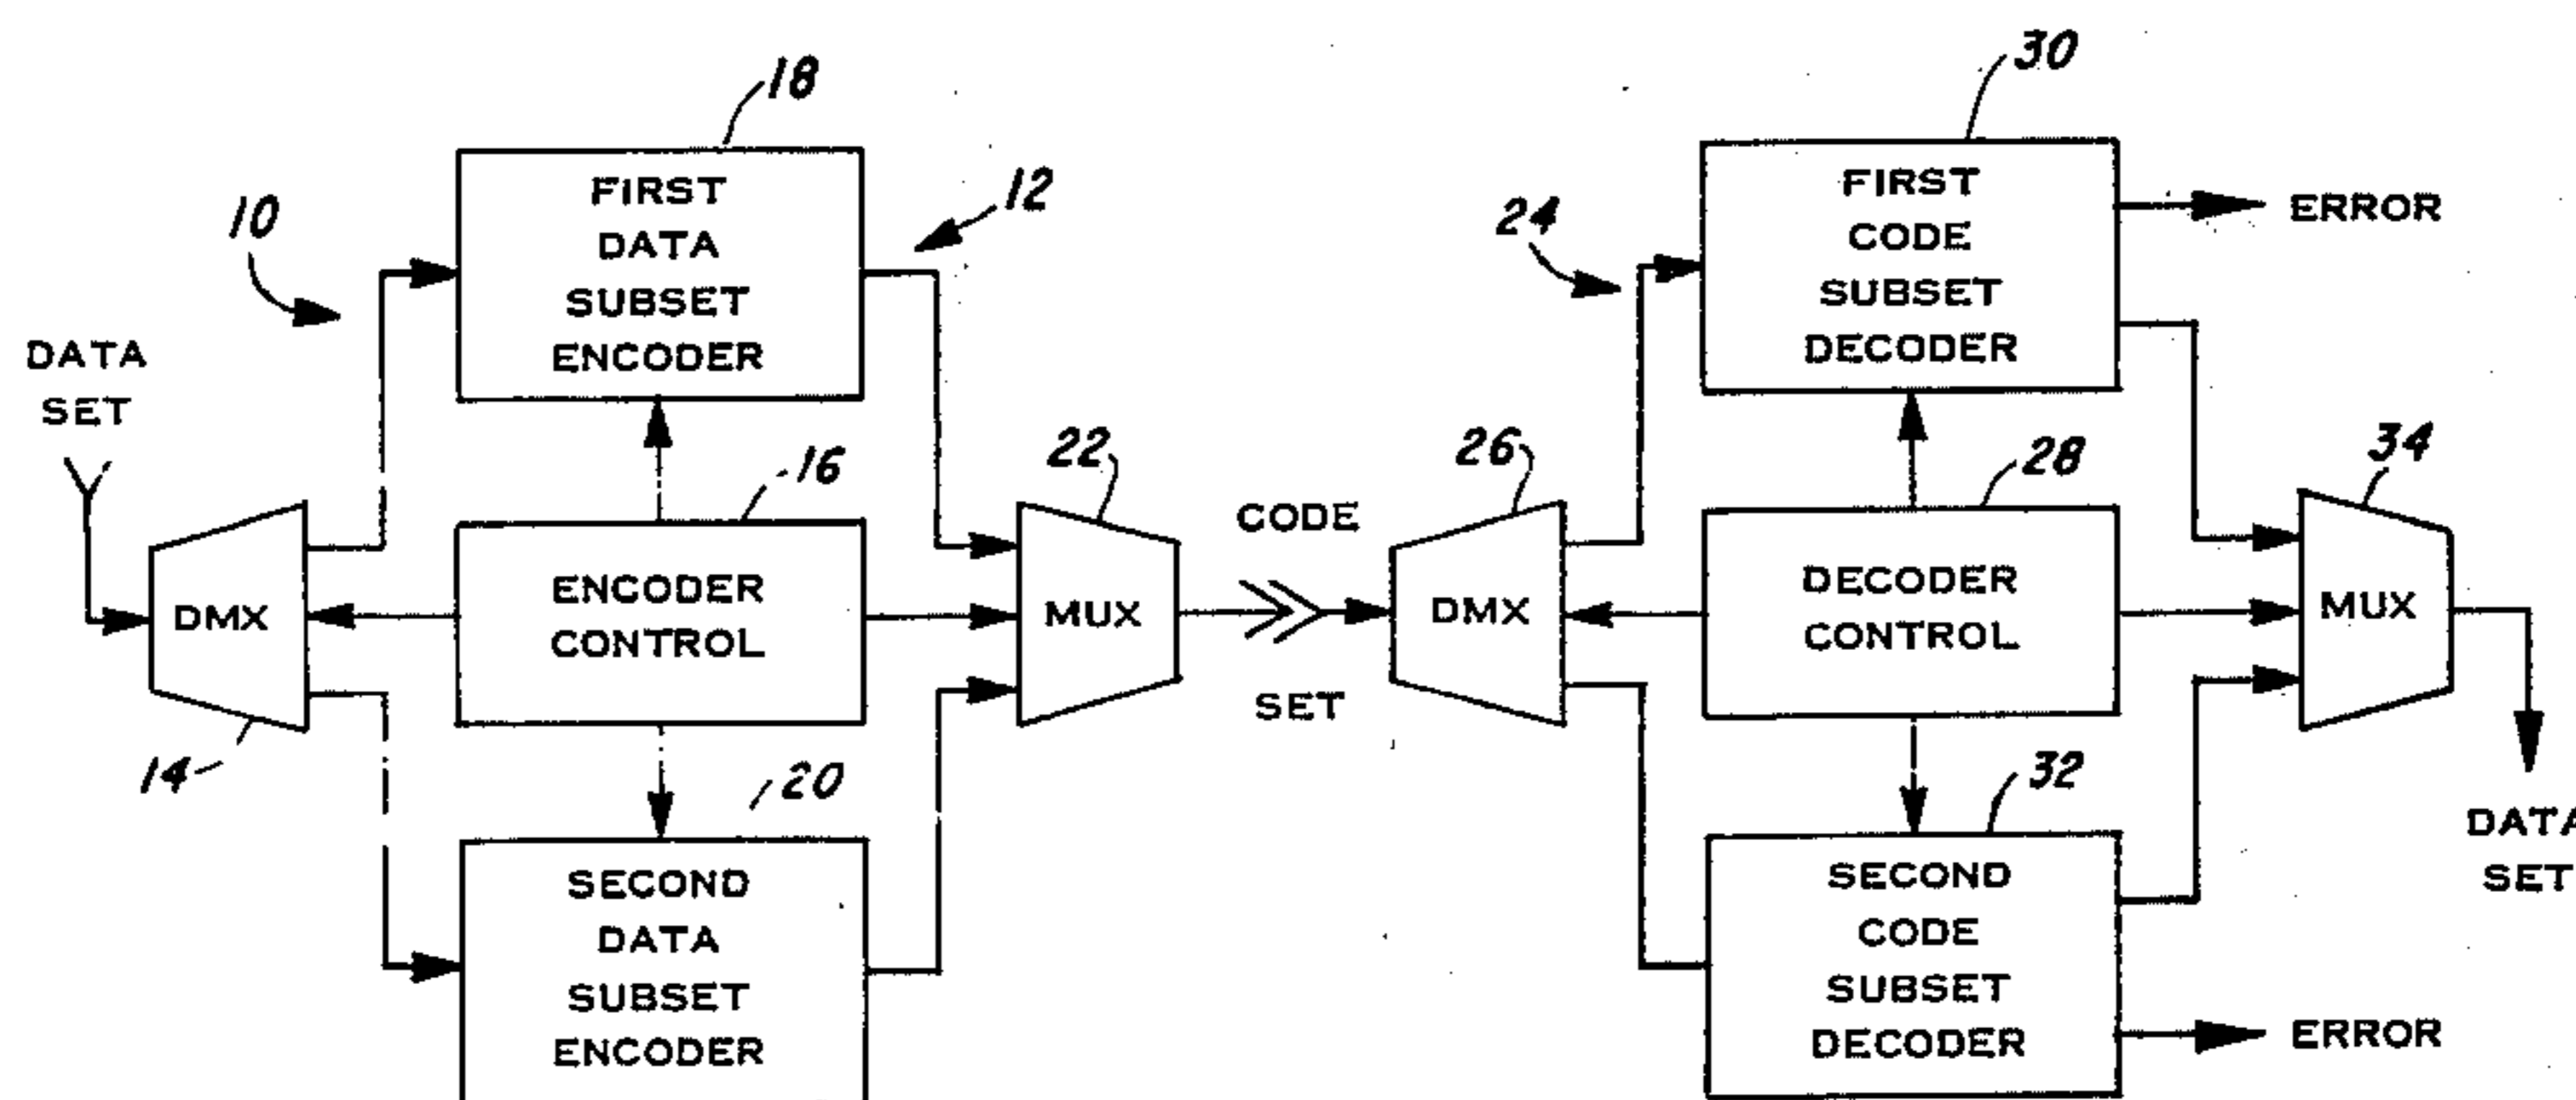 18
30
FIRST
DATA
SUBSET
ENCODER
12
10
24
FIRST
CODE
SUBSET
DECODER
ERROR
DATA
SET
16
22
26
28
34
CODE
DMX
ENCODER
CONTROL
MUX
DMX
DECODER
CONTROL
MUX
SET
14
20
32
DATA
SET
SECOND
DATA
SUBSET
ENCODER
SECOND
CODE
SUBSET
DECODER
ERROR